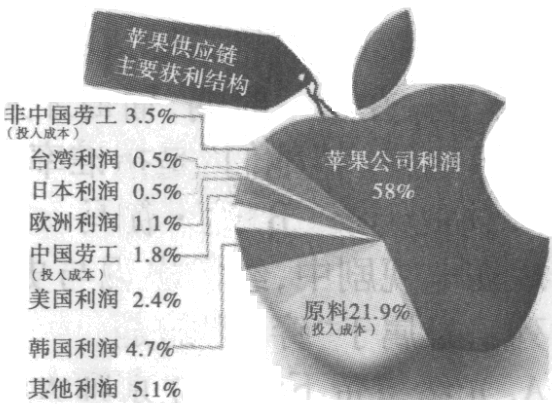 苹果供应链
主要获利结构
非中国劳工 3.5%
(投入成本)
台湾利润 0.5%
日本利润 0.5%
欧洲利润 1.1%
中国劳工 1.8%
(投入成本)
美国利润 2.4%
韩国利润 4.7%
其他利润 5.1%
苹果公司利润
58%
原料21.9%
(投入成本)